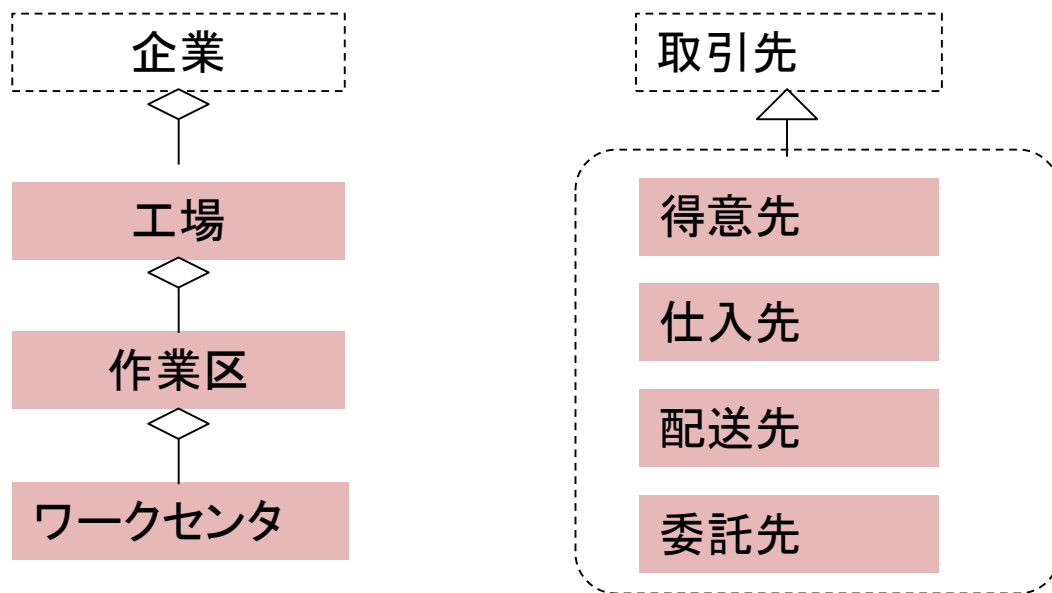 企業
工場
作業区
ワークセンタ
取引先
得意先
仕入先
配送先
委託先